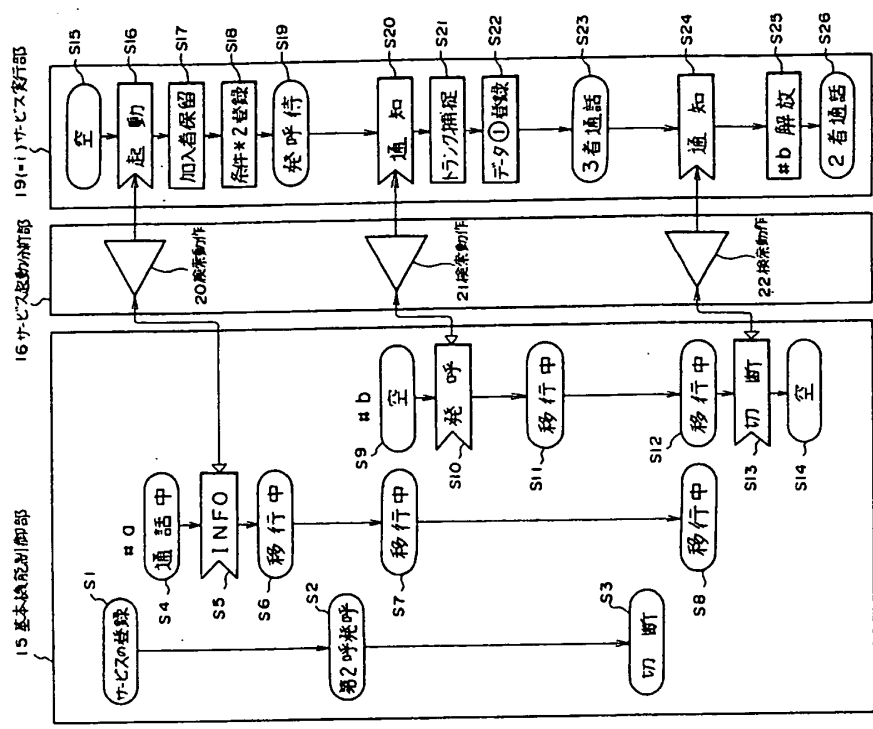 15 基本機能制御部
サービスの登録
S1
第2呼発呼
S2
切断
S3
#a
通話中
S4
INFO
S5
移行中
S6
移行中
S7
移行中
S8
#b
空
S9
発呼
S10
移行中
S11
移行中
S12
切断
S13
空
S14
16 サービス起動分析部
20検索動作
21検索動作
22検索動作
19(=i)サービス実行部
空
S15
起動
S16
加入者保留
S17
条件*2登録
S18
発呼待
S19
通知
S20
トランク捕捉
S21
データ①登録
S22
3者通話
S23
通知
S24
#b解放
S25
2者通話
S26